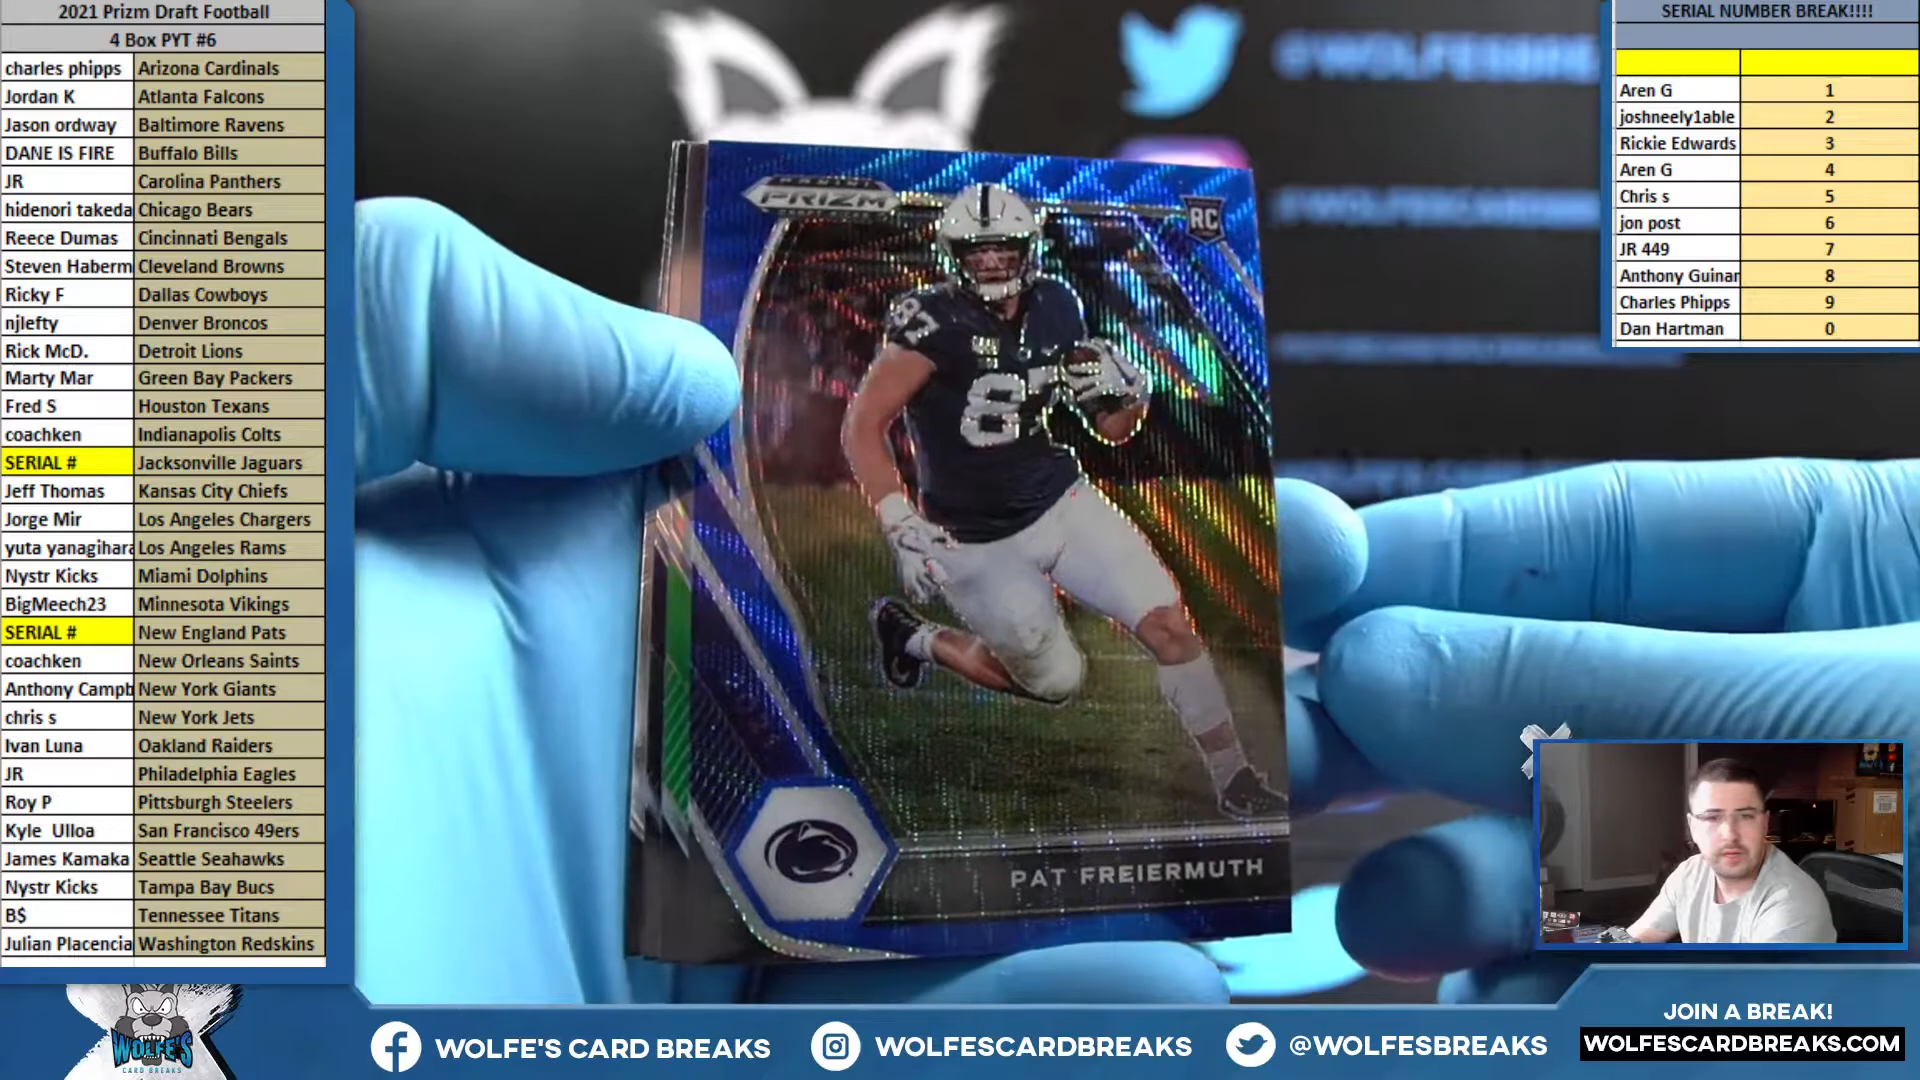 2021 Prizm Draft Football
4 Box PYT #6
charles phipps Arizona Cardinals
Jordan K Atlanta Falcons
Jason ordway Baltimore Ravens
DANE IS FIRE Buffalo Bills
JR Carolina Panthers
hidenori takeda Chicago Bears
Reece Dumas Cincinnati Bengals
Steven Haberm Cleveland Browns
Ricky F Dallas Cowboys
njlefty Denver Broncos
Rick McD. Detroit Lions
Marty Mar Green Bay Packers
Fred S Houston Texans
coachken Indianapolis Colts
SERIAL # Jacksonville Jaguars
Jeff Thomas Kansas City Chiefs
Jorge Mir Los Angeles Chargers
yuta yanagihara Los Angeles Rams
Nystr Kicks Miami Dolphins
BigMeech23 Minnesota Vikings
SERIAL # New England Pats
coachken New Orleans Saints
Anthony Campb New York Giants
chris s New York Jets
Ivan Luna Oakland Raiders
JR Philadelphia Eagles
Roy P Pittsburgh Steelers
Kyle Ulloa San Francisco 49ers
James Kamaka Seattle Seahawks
Nystr Kicks Tampa Bay Bucs
B$ Tennessee Titans
Julian Placencia Washington Redskins
SERIAL NUMBER BREAK!!!!
Aren G 1
joshneely1able 2
Rickie Edwards 3
Aren G 4
Chris s 5
jon post 6
JR 449 7
Anthony Guinan 8
Charles Phipps 9
Dan Hartman 0
@WOLFESBRE
PANINI
PRIZM
RC
87
87
PAT FREIERMUTH
WOLFE'S
CARD BREAKS
WOLFE'S CARD BREAKS
WOLFESCARDBREAKS
@WOLFESBREAKS
JOIN A BREAK!
WOLFESCARDBREAKS.COM